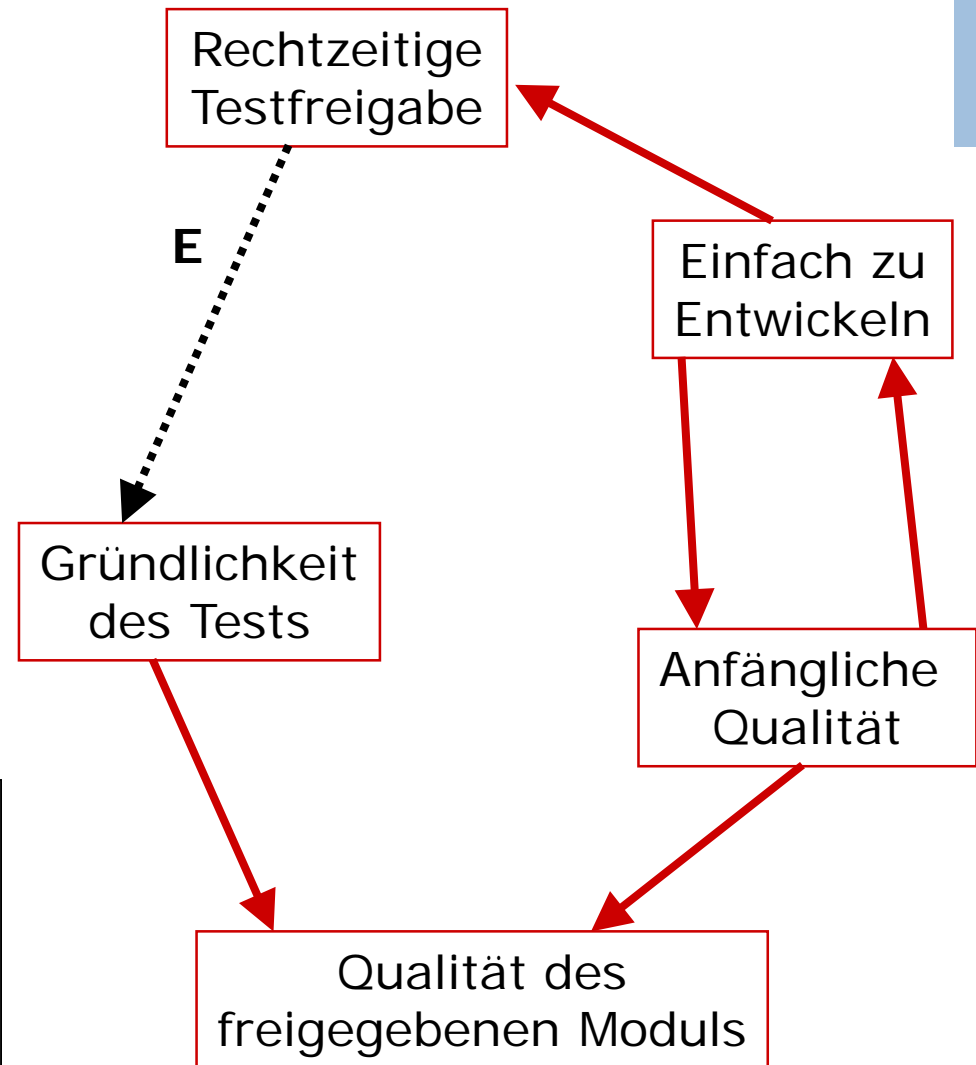 Rechtzeitige
Testfreigabe
E
Einfach zu
Entwickeln
Gründlichkeit
des Tests
Anfängliche
Qualität
Qualität des
freigegebenen Moduls